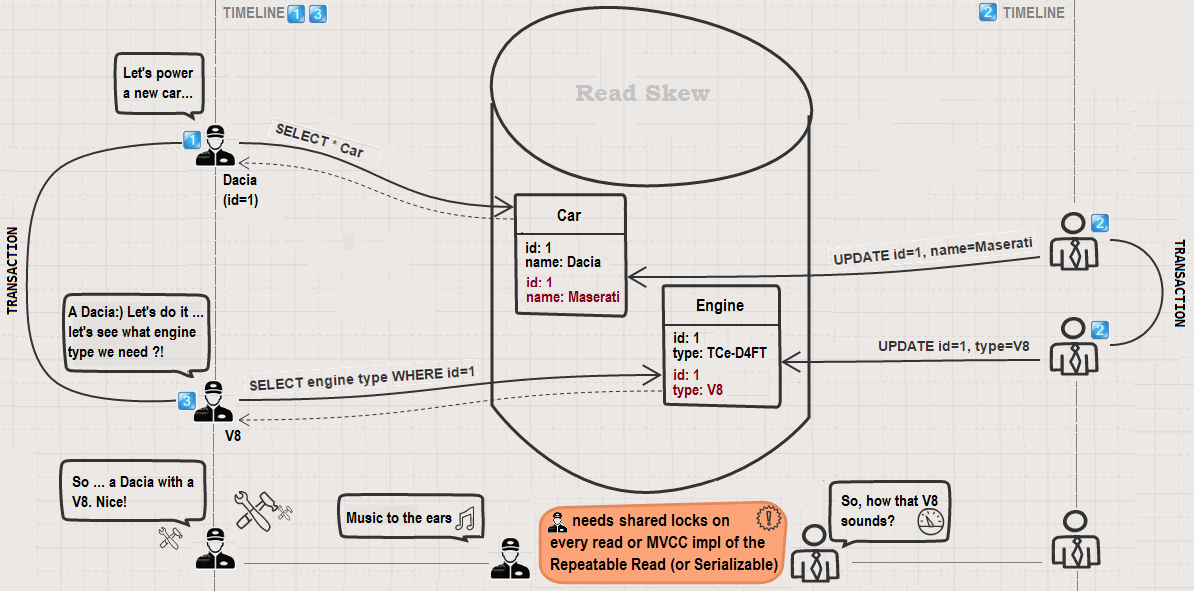 TIMELINE 1 3
2 TIMELINE
Let's power
a new car...
Read Skew
1
SELECT * Car
Dacia
(id=1)
TRANSACTION
Car
id: 1
name: Dacia
id: 1
name: Maserati
2
UPDATE id=1, name=Maserati
TRANSACTION
A Dacia:) Let's do it ...
let's see what engine
type we need ?!
Engine
id: 1
type: TCe-D4FT
id: 1
type: V8
2
UPDATE id=1, type=V8
SELECT engine type WHERE id=1
3
V8
So ... a Dacia with a
V8. Nice!
Music to the ears
needs shared locks on
every read or MVCC impl of the
Repeatable Read (or Serializable)
So, how that V8
sounds?